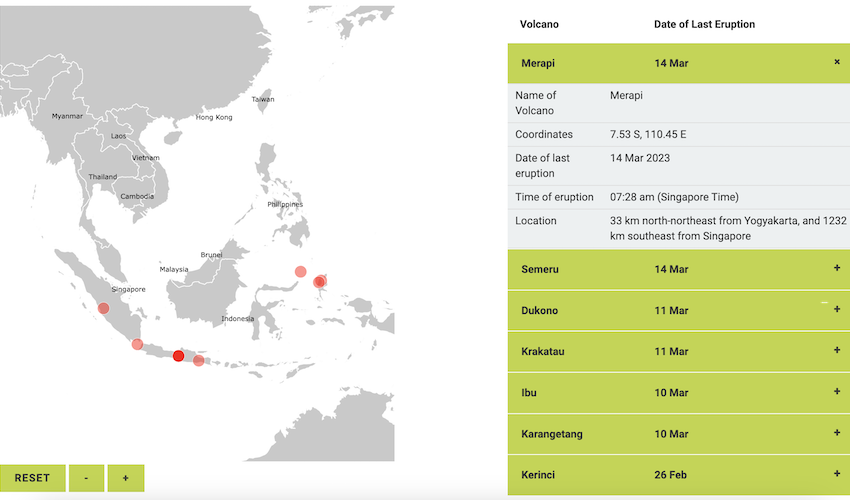 Myanmar
Laos
Vietnam
Thailand
Cambodia
Hong Kong
Taiwan
Philippines
Brunei
Malaysia
Singapore
Indonesia
RESET - +
Volcano Date of Last Eruption
Merapi 14 Mar ×
Name of Merapi
Volcano
Coordinates 7.53 S, 110.45 E
Date of last 14 Mar 2023
eruption
Time of eruption 07:28 am (Singapore Time)
Location 33 km north-northeast from Yogyakarta, and 1232
km southeast from Singapore
Semeru 14 Mar +
Dukono 11 Mar +
Krakatau 11 Mar +
Ibu 10 Mar +
Karangetang 10 Mar +
Kerinci 26 Feb +